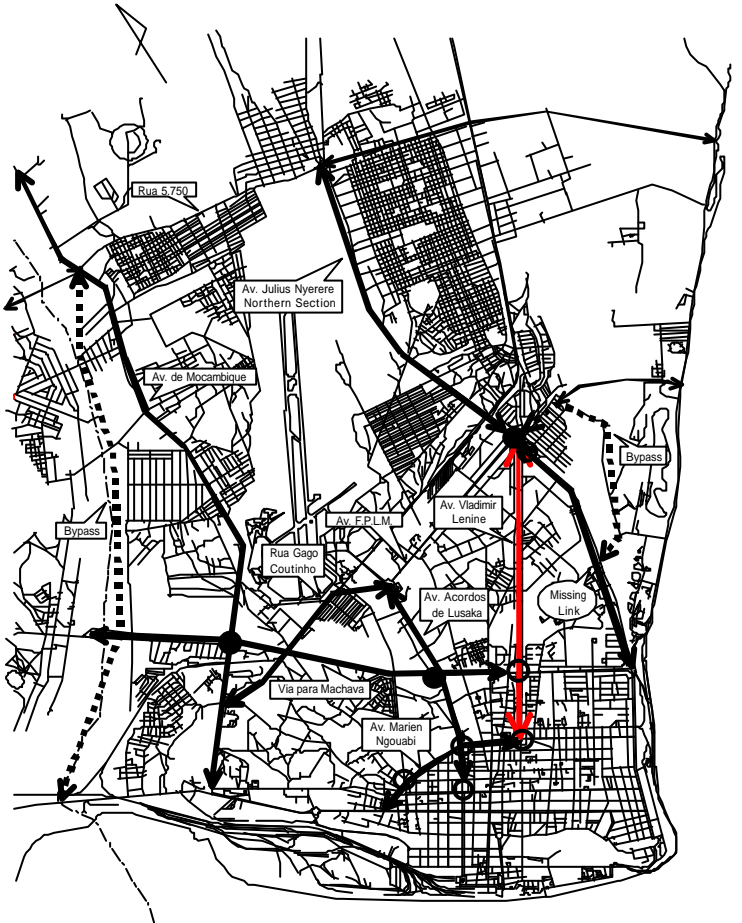 Rua 5.750
Av. Julius Nyerere
Northern Section
Av. de Mocambique
Bypass
Av. Vladimir
Lenine
Av. F.P.L.M.
Bypass
Rua Gago
Coutinho
Av. Acordos
de Lusaka
Missing
Link
Via para Machava
Av. Marien
Ngouabi